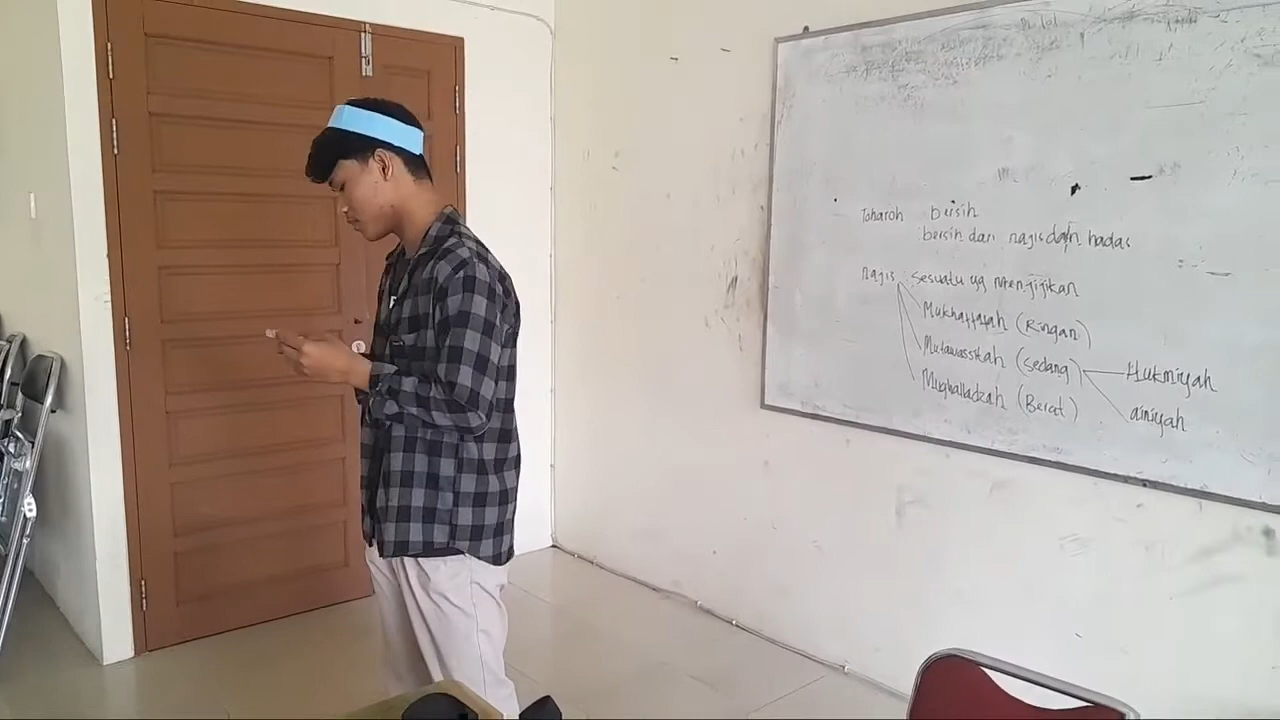 Toharoh bersih
bersih dari najis dan hadas
najis sesuatu yg menjijikan
Mukhaffafah (Ringan)
Mutawassitah (sedang) Hukmiyah
ainiyah
Mughalladzah (Berat)